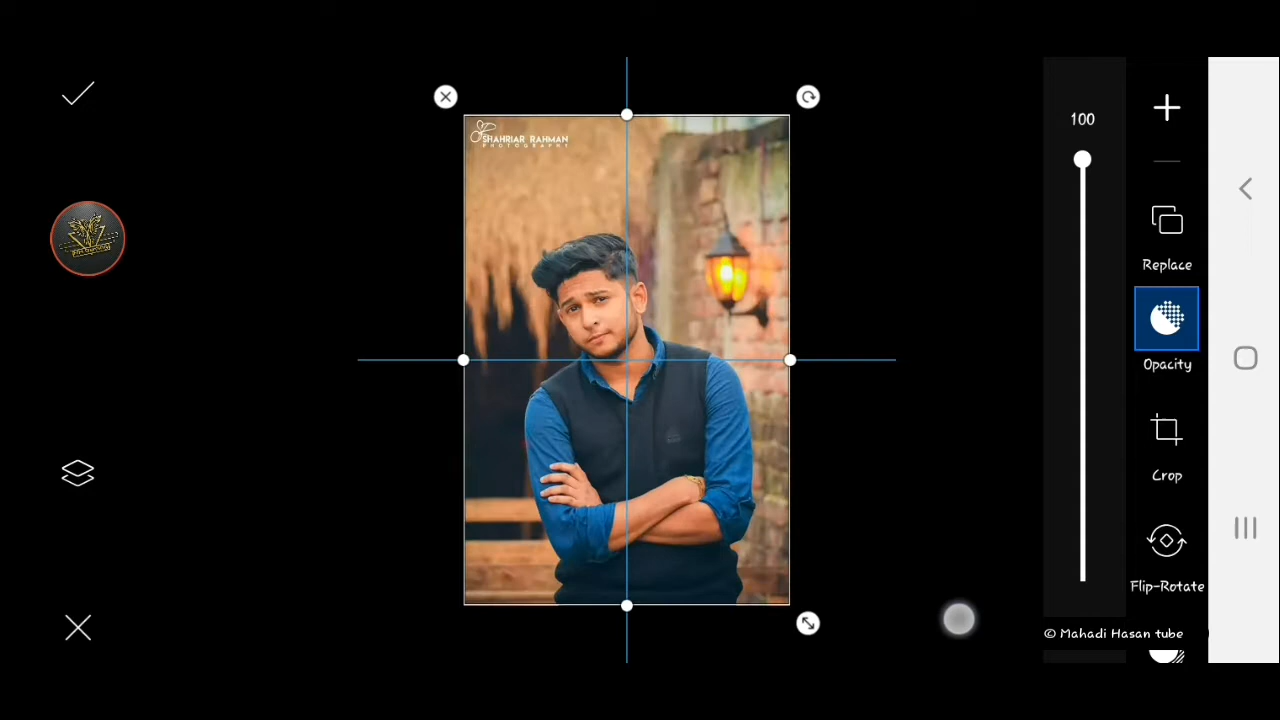 SHAHRIAR RAHMAN
PHOTOGRAPHY
100
Replace
Opacity
Crop
Flip-Rotate
© Mahadi Hasan tube